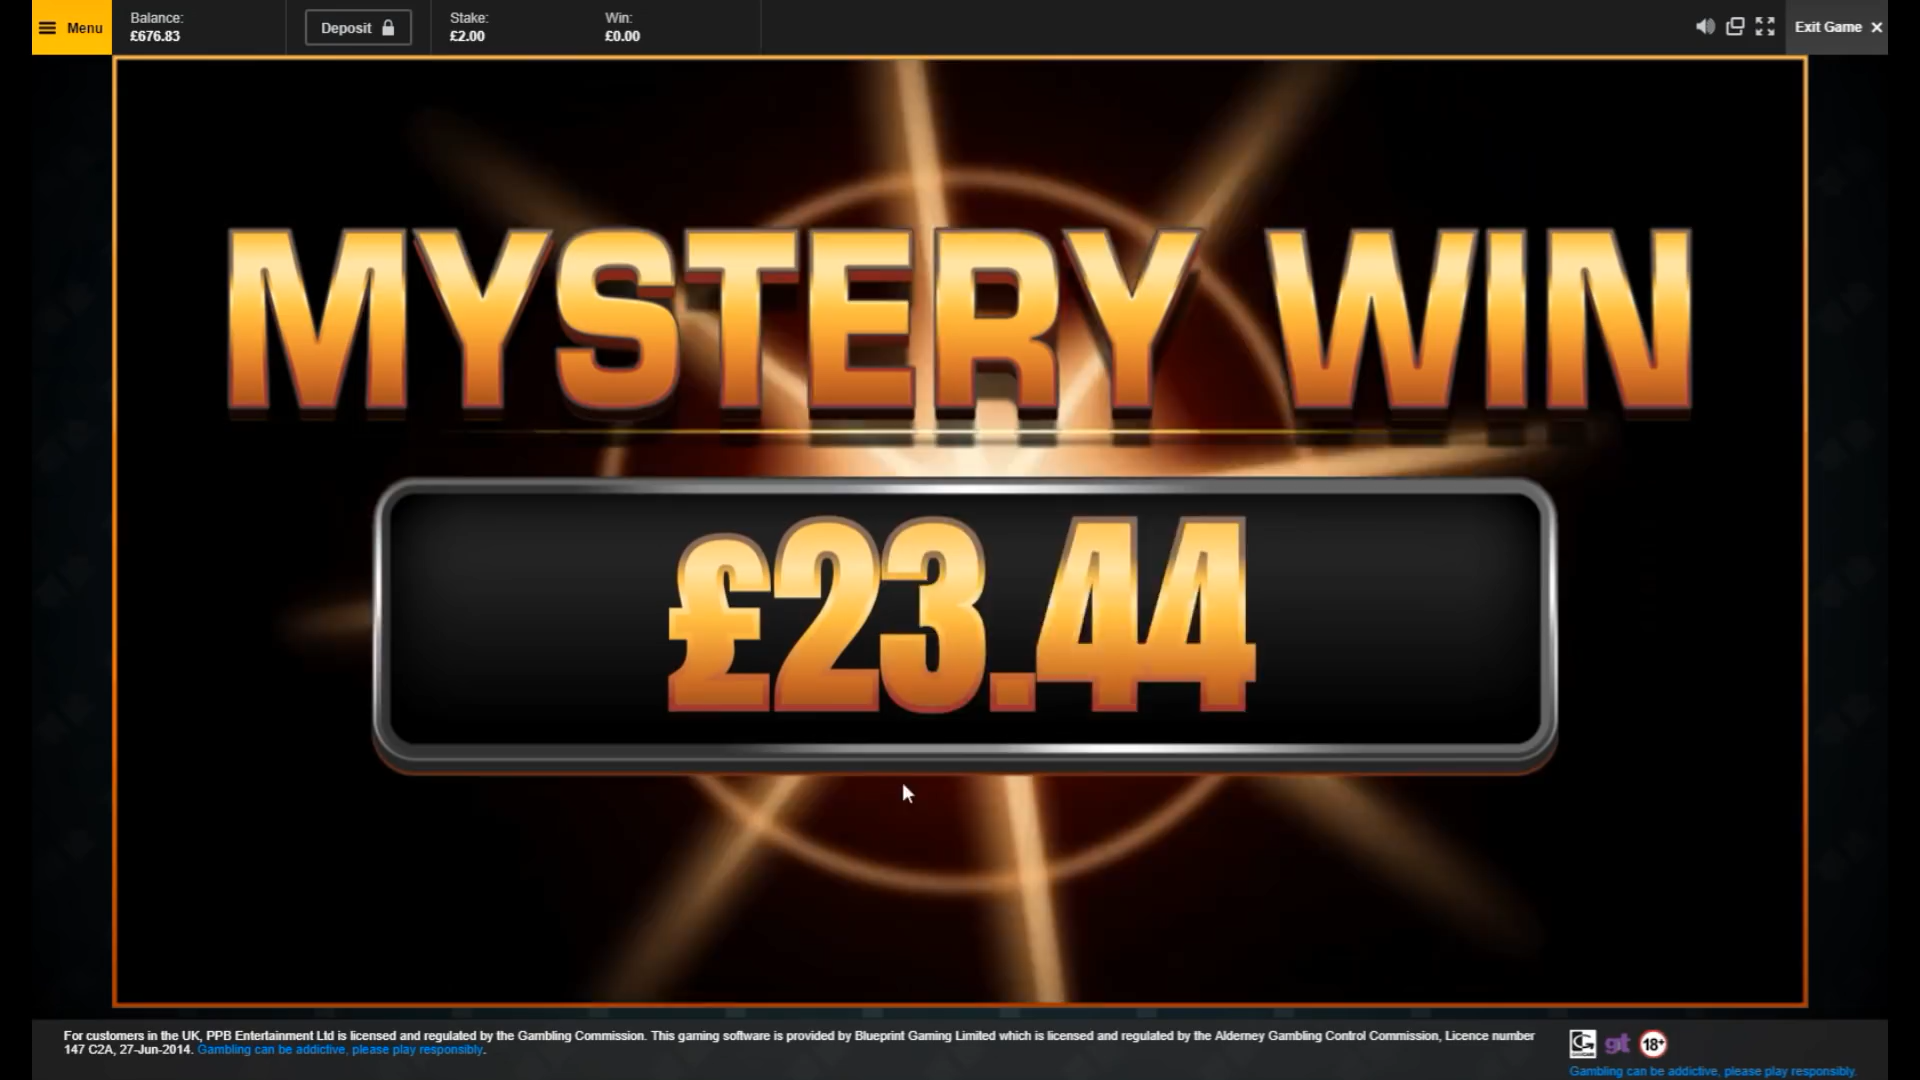 Menu
Balance:
£676.83
Deposit
Stake:
£2.00
Win:
£0.00
Exit Game
MYSTERY WIN
£23.44
For customers in the UK, PPB Entertainment Ltd is licensed and regulated by the Gambling Commission. This gaming software is provided by Blueprint Gaming Limited which is licensed and regulated by the Alderney Gambling Control Commission, Licence number
147 C2A, 27-Jun-2014. Gambling can be addictive, please play responsibly.
18+
Gambling can be addictive, please play responsibly.